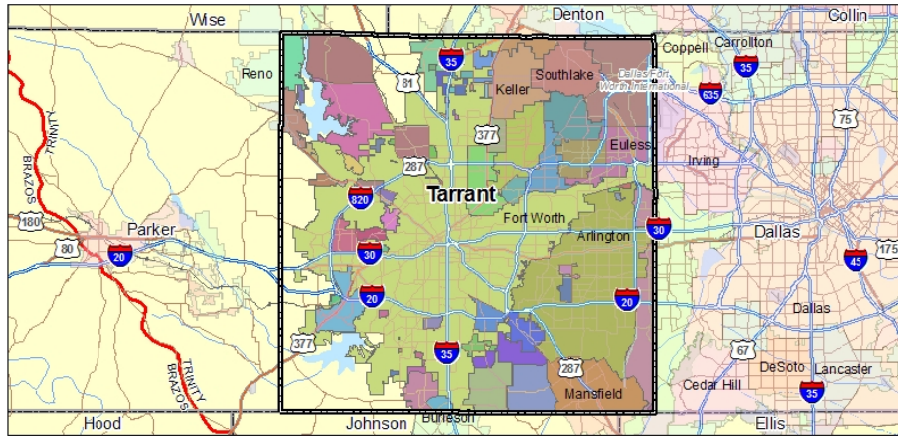 Wise
Denton
Collin
Reno
81
35
Keller
Southlake
Dallas Fort
Worth International
Coppell
Carrollton
35
635
75
377
Euless
Irving
287
TRINITY
BRAZOS
820
Tarrant
Fort Worth
180
Parker
80
20
30
Arlington
30
Dallas
175
45
20
20
Dallas
377
TRINITY
BRAZOS
35
287
67
DeSoto
Lancaster
Cedar Hill
Mansfield
35
Hood
Johnson
Burleson
Ellis